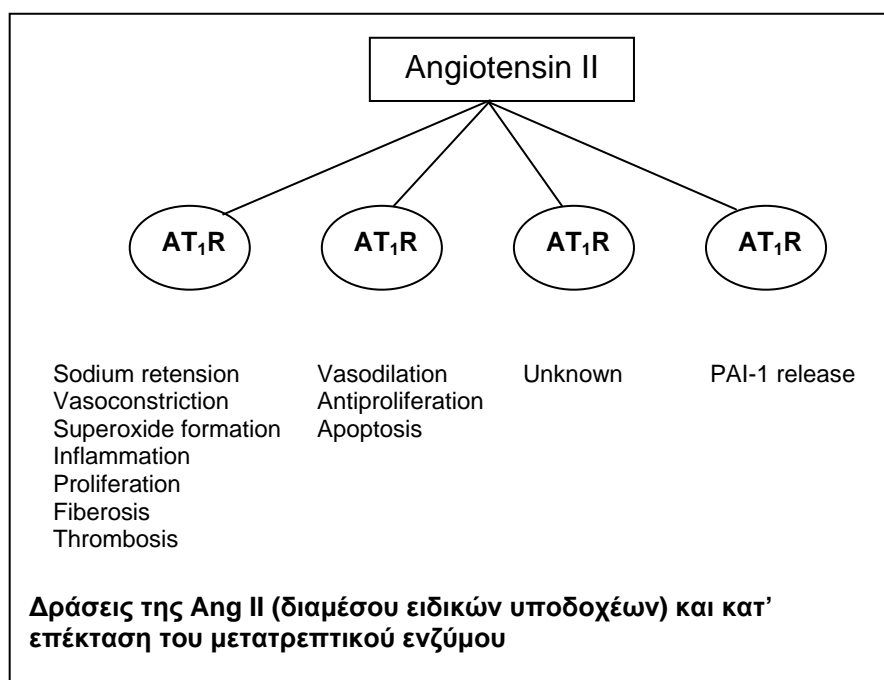 Angiotensin II
AT₁R AT₁R AT₁R AT₁R
Sodium retension Vasodilation Unknown PAI-1 release
Vasoconstriction Antiproliferation
Superoxide formation Apoptosis
Inflammation
Proliferation
Fiberosis
Thrombosis
Δράσεις της Ang II (διαμέσου ειδικών υποδοχέων) και κατ’
επέκταση του μετατρεπτικού ενζύμου